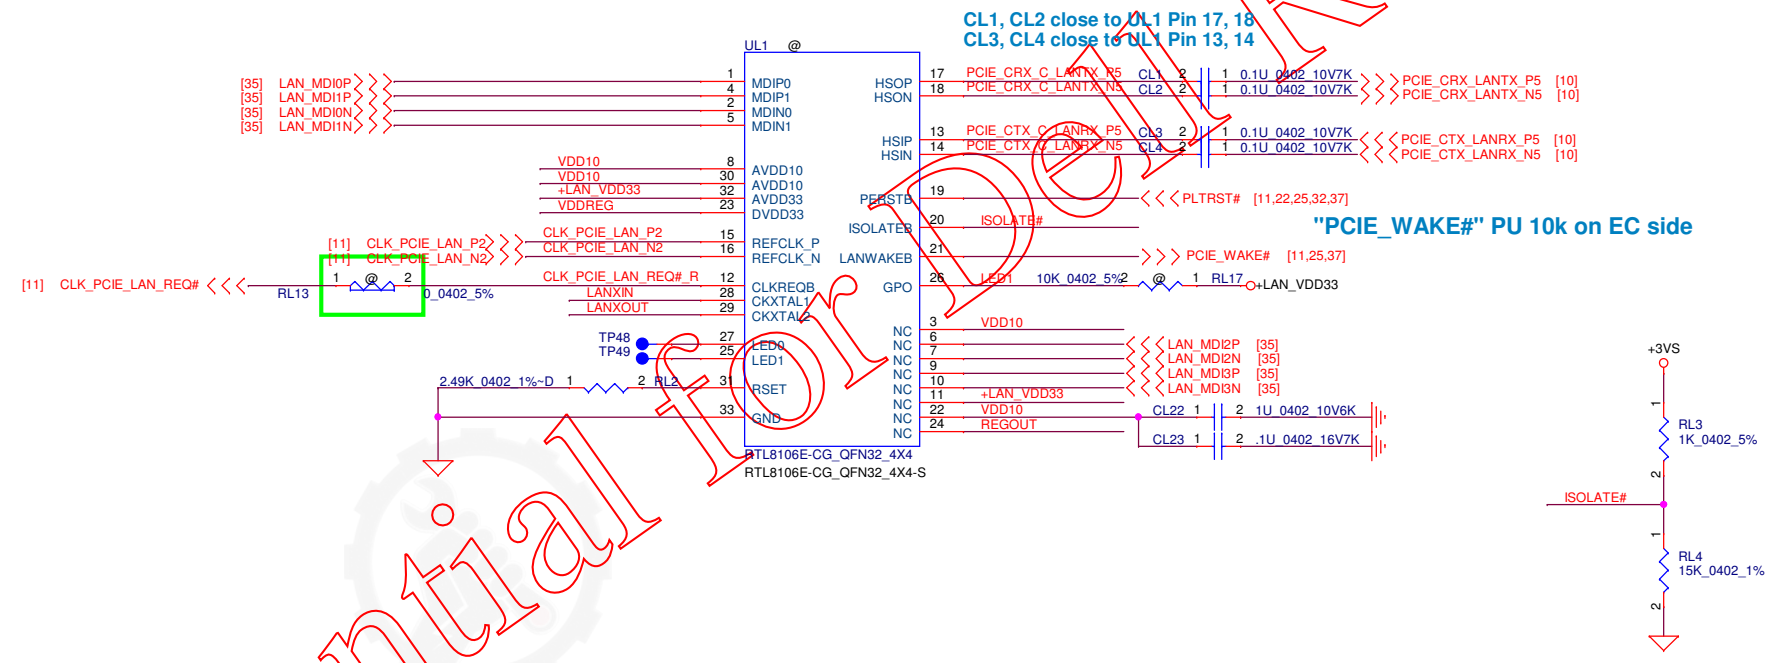 CL1, CL2 close to UL1 Pin 17, 18
CL3, CL4 close to UL1 Pin 13, 14
UL1 @
[35] LAN_MDI0P 1 MDIP0
[35] LAN_MDI1P 4 MDIP1
[35] LAN_MDI0N 2 MDIN0
[35] LAN_MDI1N 5 MDIN1
VDD10 8 AVDD10
VDD10 30 AVDD10
+LAN_VDD33 32 AVDD33
VDDREG 23 DVDD33
[11] CLK_PCIE_LAN_P2 CLK_PCIE_LAN_P2 15 REFCLK_P
[11] CLK_PCIE_LAN_N2 CLK_PCIE_LAN_N2 16 REFCLK_N
[11] CLK_PCIE_LAN_REQ# RL13 1 @ 2 0_0402_5% CLK_PCIE_LAN_REQ#_R 12 CLKREQB
LANXIN 28 CKXTAL1
LANXOUT 29 CKXTAL2
TP48 27 LED0
TP49 25 LED1
2.49K_0402_1%~D 1 2 RL2 31 RSET
33 GND
HSOP 17 PCIE_CRX_C_LANTX_P5 CL1 2 1 0.1U_0402_10V7K PCIE_CRX_LANTX_P5 [10]
HSON 18 PCIE_CRX_C_LANTX_N5 CL2 2 1 0.1U_0402_10V7K PCIE_CRX_LANTX_N5 [10]
HSIP 13 PCIE_CTX_C_LANRX_P5 CL3 2 1 0.1U_0402_10V7K PCIE_CTX_LANRX_P5 [10]
HSIN 14 PCIE_CTX_C_LANRX_N5 CL4 2 1 0.1U_0402_10V7K PCIE_CTX_LANRX_N5 [10]
PERSTB 19 PLTRST# [11,22,25,32,37]
ISOLATEB 20 ISOLATE#
"PCIE_WAKE#" PU 10k on EC side
LANWAKEB 21 PCIE_WAKE# [11,25,37]
GPO 26 LED1 10K_0402_5% 2 @ 1 RL17 +LAN_VDD33
NC 3 VDD10
NC 6 LAN_MDI2P [35]
NC 7 LAN_MDI2N [35]
NC 9 LAN_MDI3P [35]
NC 10 LAN_MDI3N [35]
NC 11 +LAN_VDD33
NC 22 VDD10 CL22 1 2 1U_0402_10V6K
NC 24 REGOUT
CL23 1 2 .1U_0402_16V7K
RTL8106E-CG_QFN32_4X4
RTL8106E-CG_QFN32_4X4-S
+3VS
1
RL3
1K_0402_5%
2
ISOLATE#
1
RL4
15K_0402_1%
2
ntial for Dell